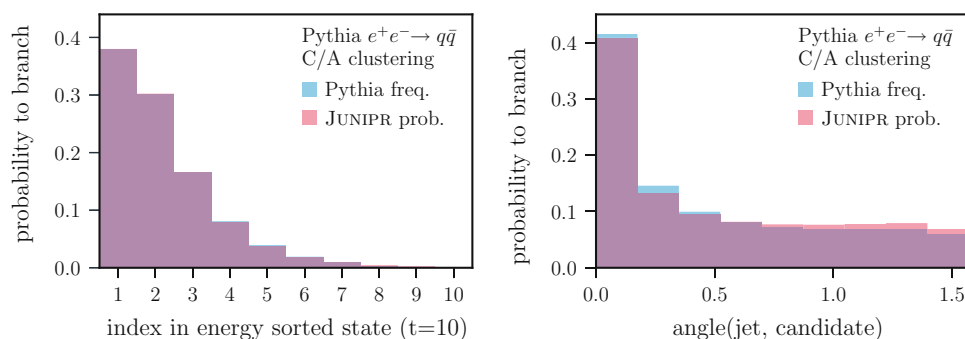 probability to branch
0.4
0.3
0.2
0.1
0.0
Pythia e⁺e⁻→ qq̄
C/A clustering
Pythia freq.
JUNIPR prob.
1 2 3 4 5 6 7 8 9 10
index in energy sorted state (t=10)
probability to branch
0.4
0.3
0.2
0.1
0.0
Pythia e⁺e⁻→ qq̄
C/A clustering
Pythia freq.
JUNIPR prob.
0.0 0.5 1.0 1.5
angle(jet, candidate)